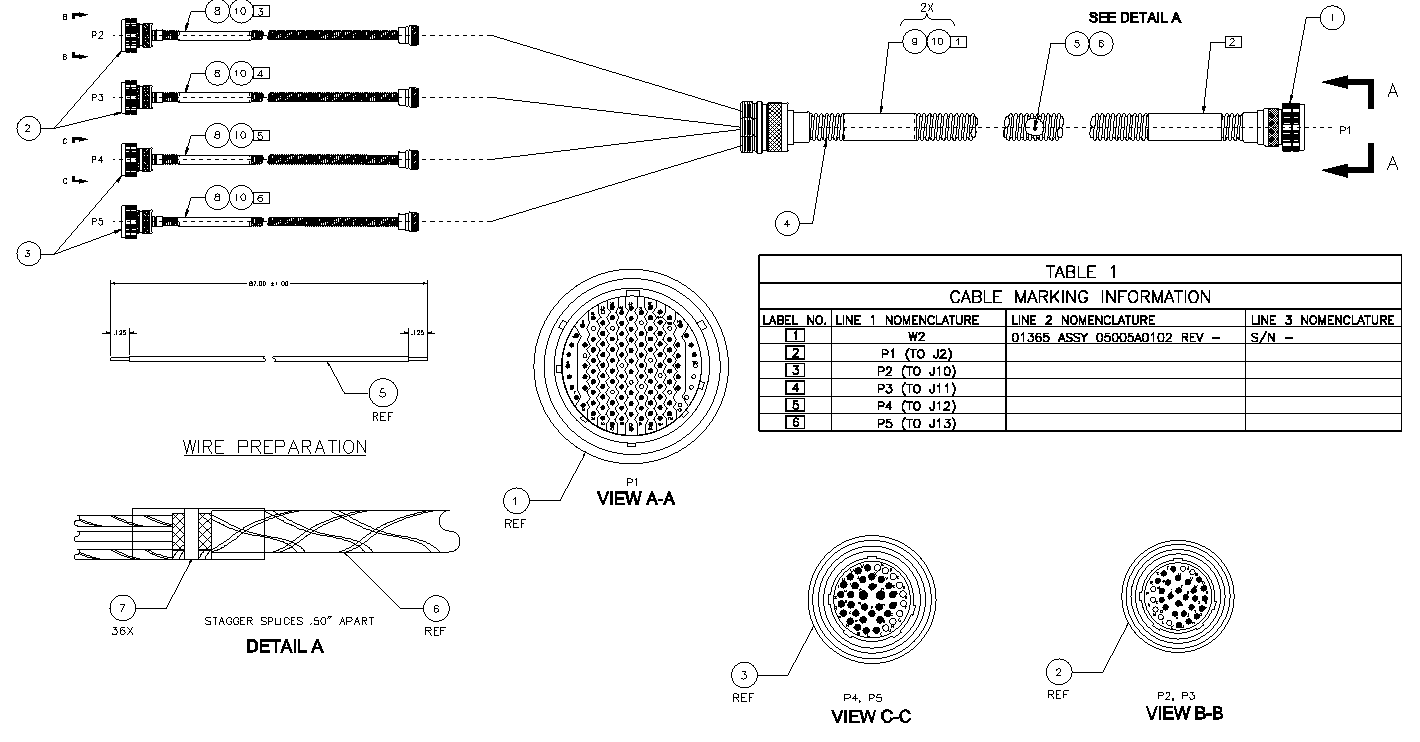 B
P2
B
8 10 3
2X
9 10 1
SEE DETAIL A
5 6
2
1
P3
8 10 4
2
A
P1
A
C
P4
C
8 10 5
P5
8 10 6
3
4
87.00 ±1.00
.125 .125
5
REF
WIRE PREPARATION
TABLE 1
CABLE MARKING INFORMATION
LABEL NO. LINE 1 NOMENCLATURE LINE 2 NOMENCLATURE LINE 3 NOMENCLATURE
1 W2 01365 ASSY 05005A0102 REV - S/N -
2 P1 (TO J2)
3 P2 (TO J10)
4 P3 (TO J11)
5 P4 (TO J12)
6 P5 (TO J13)
1
REF
P1
VIEW A-A
7
36X
STAGGER SPLICES .50" APART
DETAIL A
6
REF
3
REF
P4, P5
VIEW C-C
2
REF
P2, P3
VIEW B-B